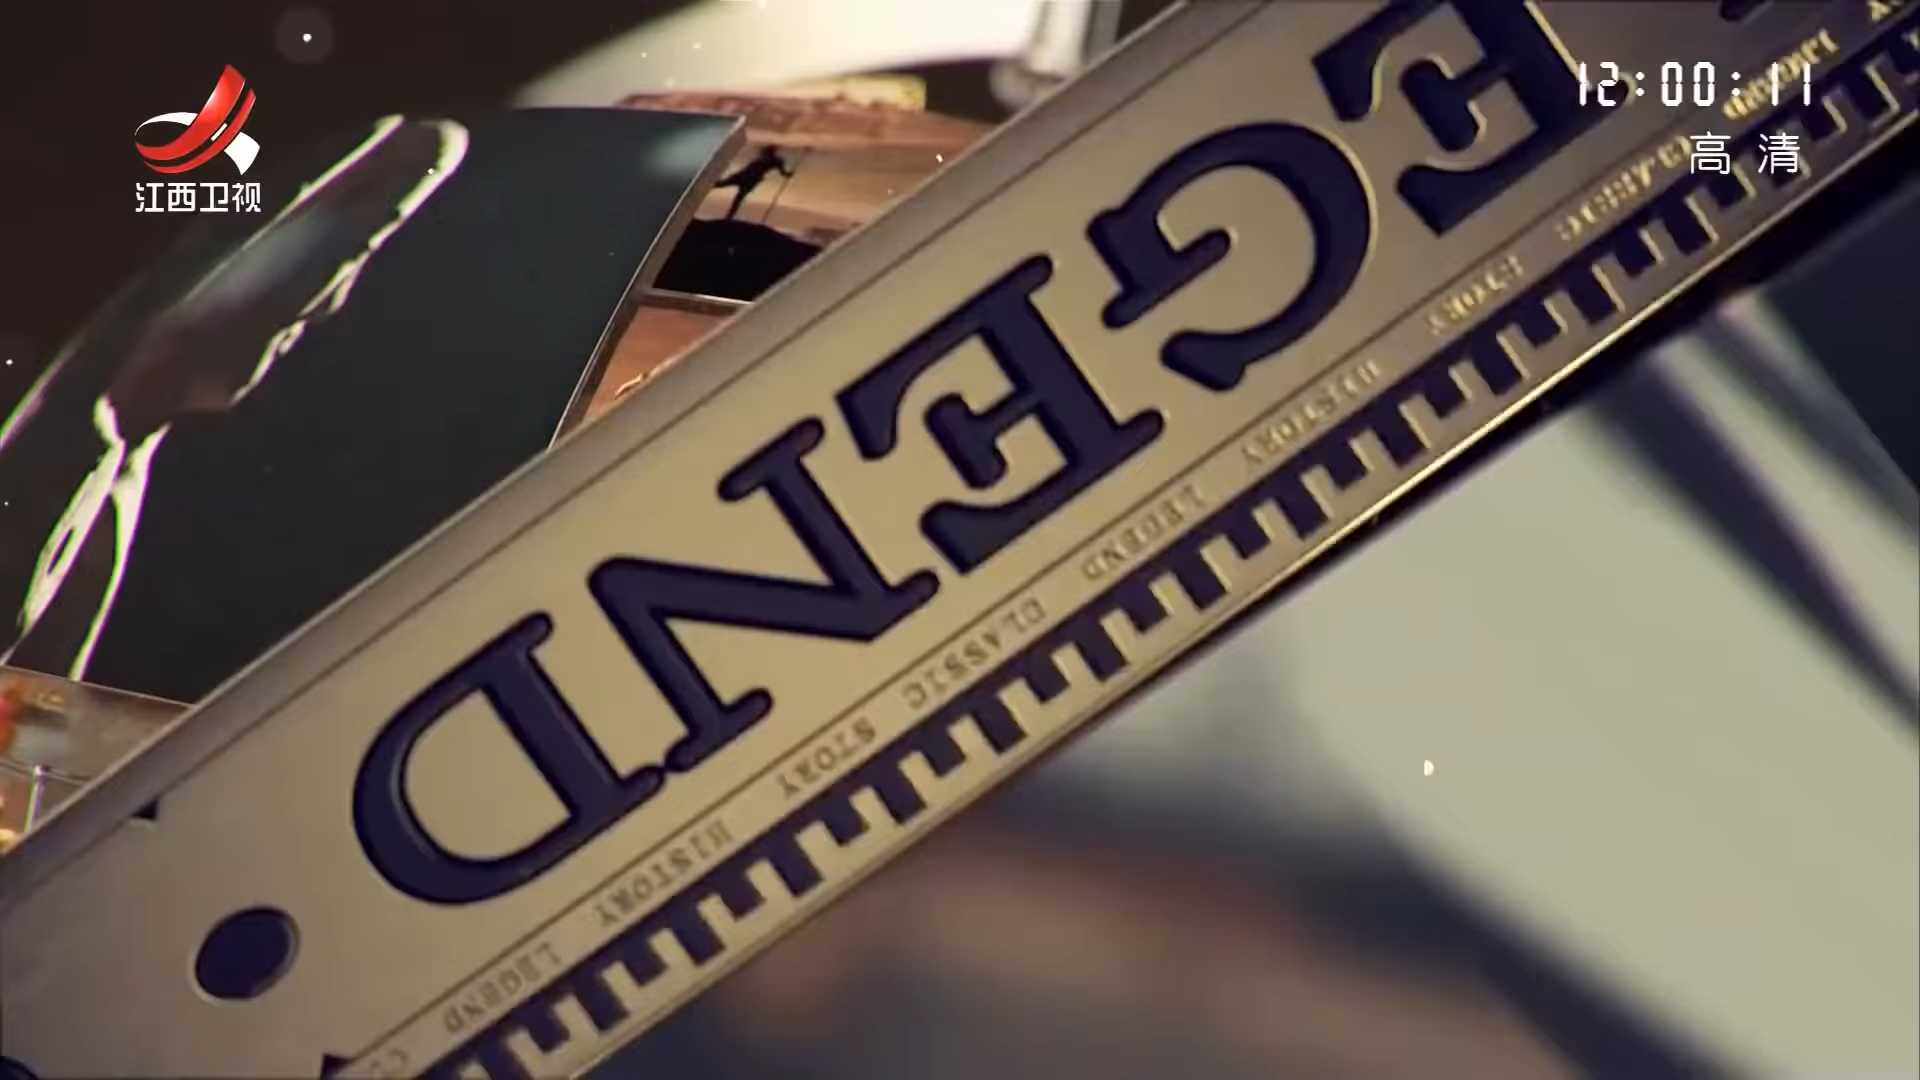 江西卫视
12:00:11
高清
EGEND
HISTORY
LEGEND
CLASSIC
STORY
HISTORY
LEGEND